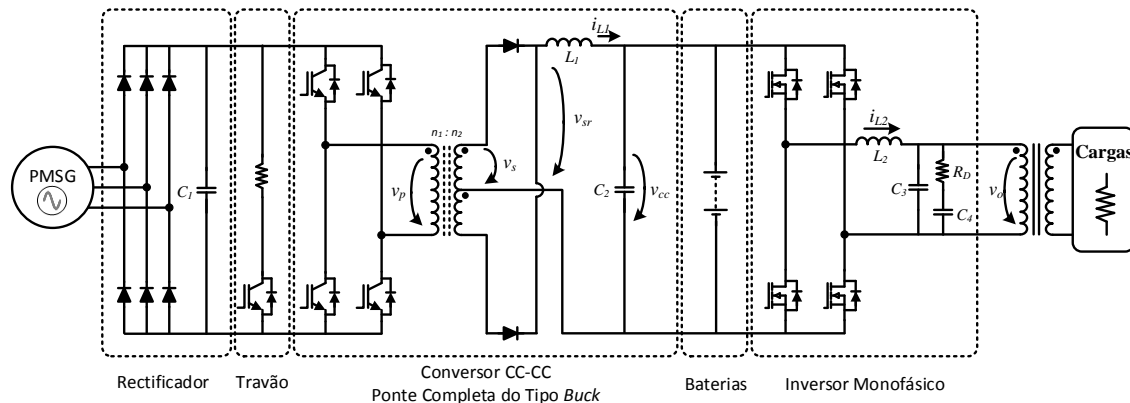 PMSG
C1
n1 : n2
vp
vs
L1
iL1
vsr
C2
vcc
iL2
L2
C3
RD
C4
vo
Cargas
Rectificador
Travão
Conversor CC-CC
Ponte Completa do Tipo Buck
Baterias
Inversor Monofásico